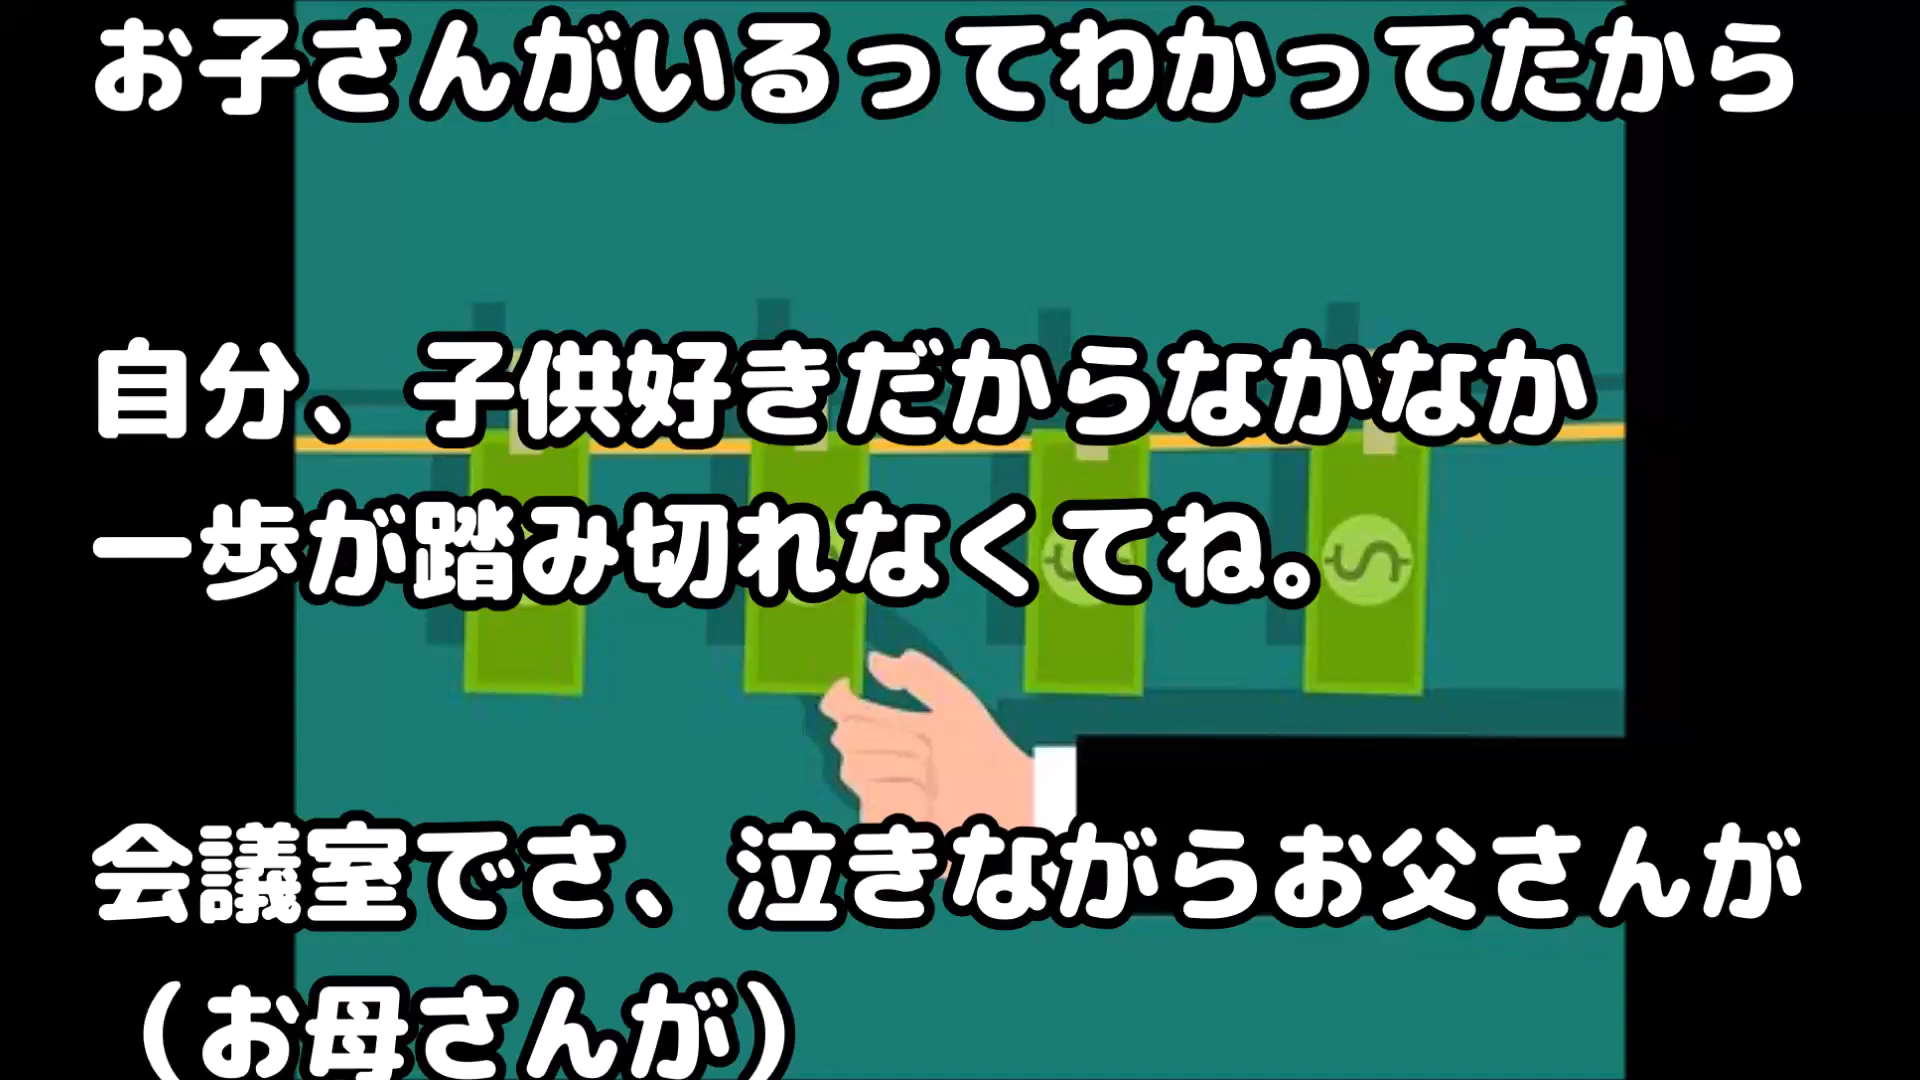 お子さんがいるってわかってたから
自分、子供好きだからなかなか
一歩が踏み切れなくてね。
会議室でさ、泣きながらお父さんが
（お母さんが）